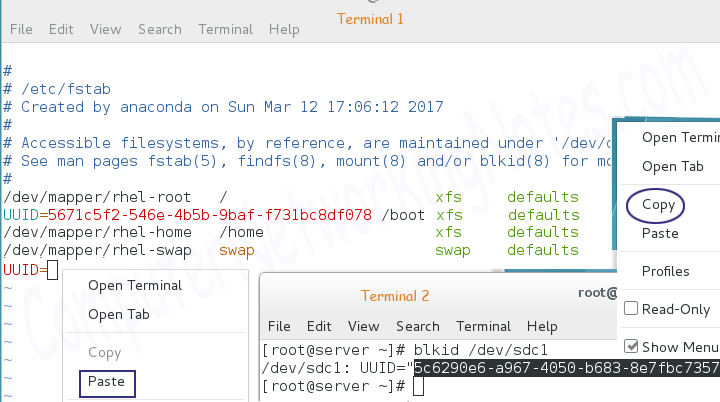 Terminal 1
File Edit View Search Terminal Help
#
# /etc/fstab
# Created by anaconda on Sun Mar 12 17:06:12 2017
#
# Accessible filesystems, by reference, are maintained under '/dev/d
# See man pages fstab(5), findfs(8), mount(8) and/or blkid(8) for mo
#
/dev/mapper/rhel-root / xfs defaults
UUID=5671c5f2-546e-4b5b-9baf-f731bc8df078 /boot xfs defaults
/dev/mapper/rhel-home /home xfs defaults
/dev/mapper/rhel-swap swap swap defaults
UUID=
~
~
~
~
~
~
~
Open Terminal
Open Tab
Copy
Paste
Terminal 2
root@
File Edit View Search Terminal Help
[root@server ~]# blkid /dev/sdc1
/dev/sdc1: UUID="5c6290e6-a967-4050-b683-8e7fbc7357
[root@server ~]#
Open Termin
Open Tab
Copy
Paste
Profiles
Read-Only
Show Menu
ComputerNetworkingNotes.com